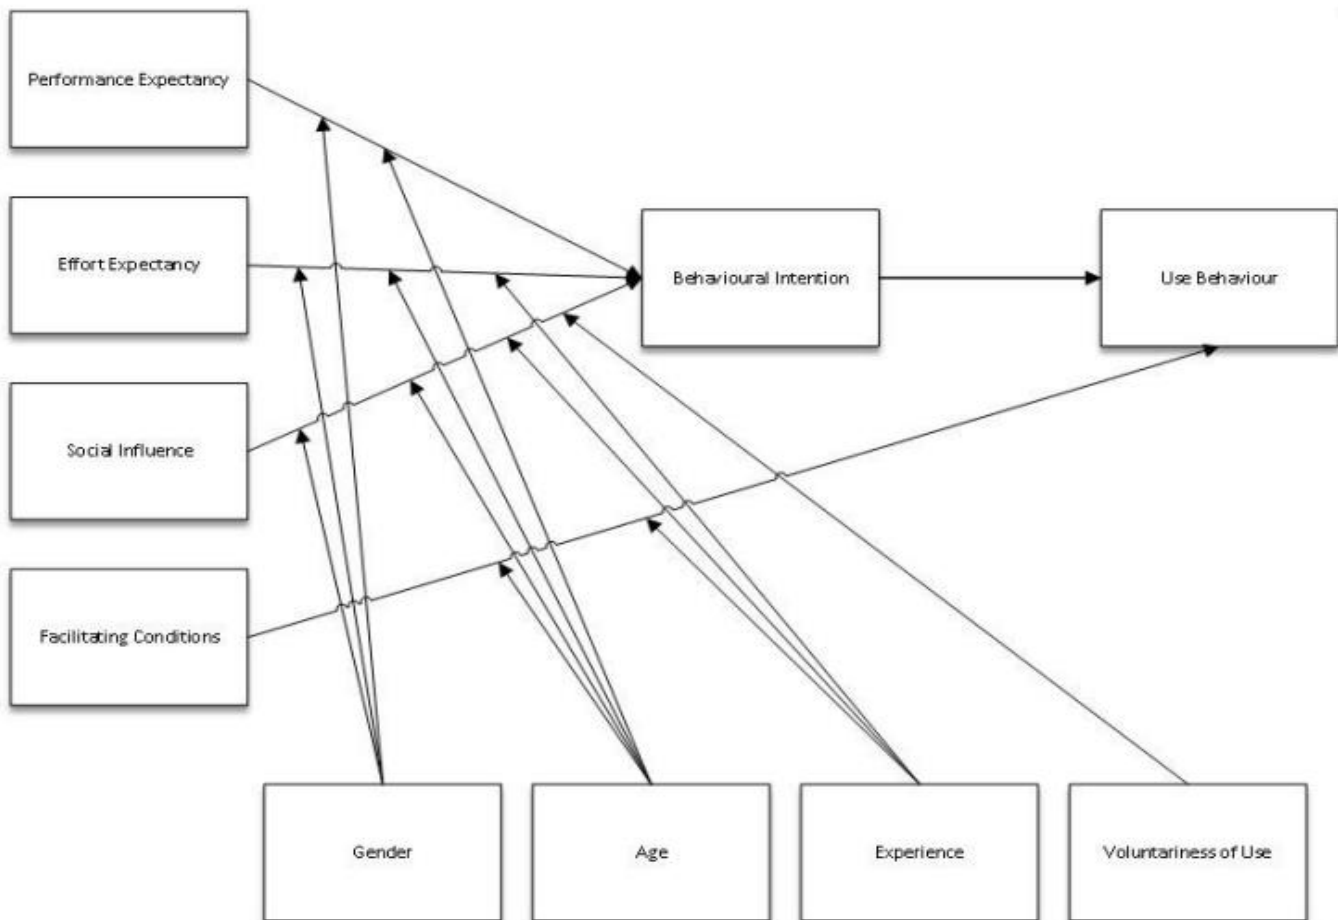 Performance Expectancy
Effort Expectancy
Behavioural Intention
Use Behaviour
Social Influence
Facilitating Conditions
Gender
Age
Experience
Voluntariness of Use